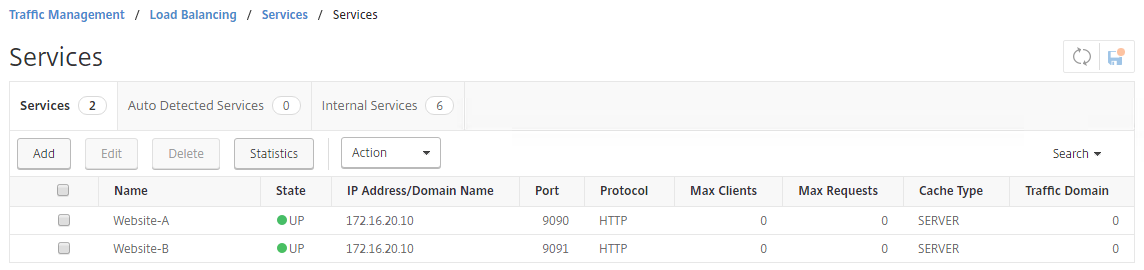 Traffic Management / Load Balancing / Services / Services
Services
Services 2 Auto Detected Services 0 Internal Services 6
Add Edit Delete Statistics Action Search
Name State IP Address/Domain Name Port Protocol Max Clients Max Requests Cache Type Traffic Domain
Website-A UP 172.16.20.10 9090 HTTP 0 0 SERVER 0
Website-B UP 172.16.20.10 9091 HTTP 0 0 SERVER 0